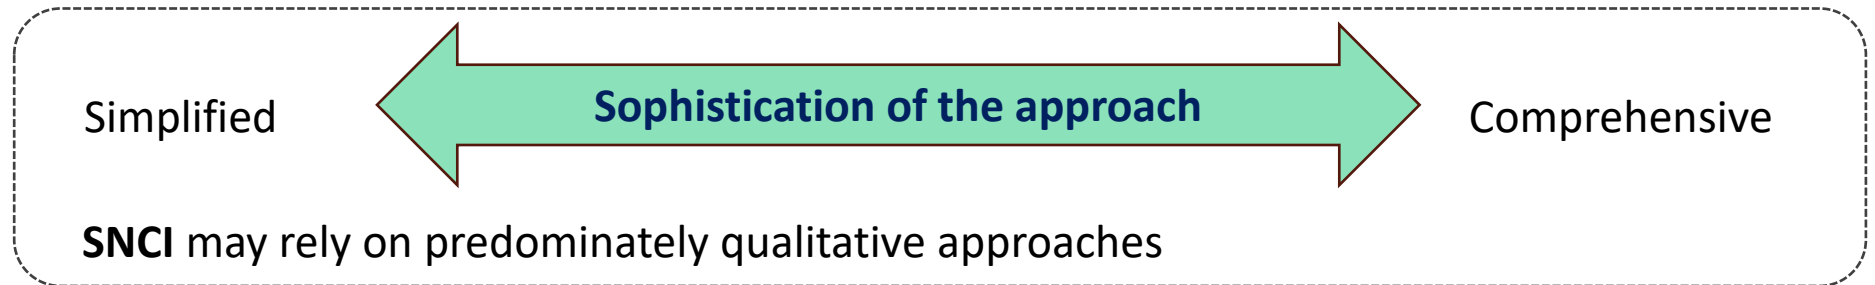 Simplified
Sophistication of the approach
Comprehensive
SNCI may rely on predominately qualitative approaches